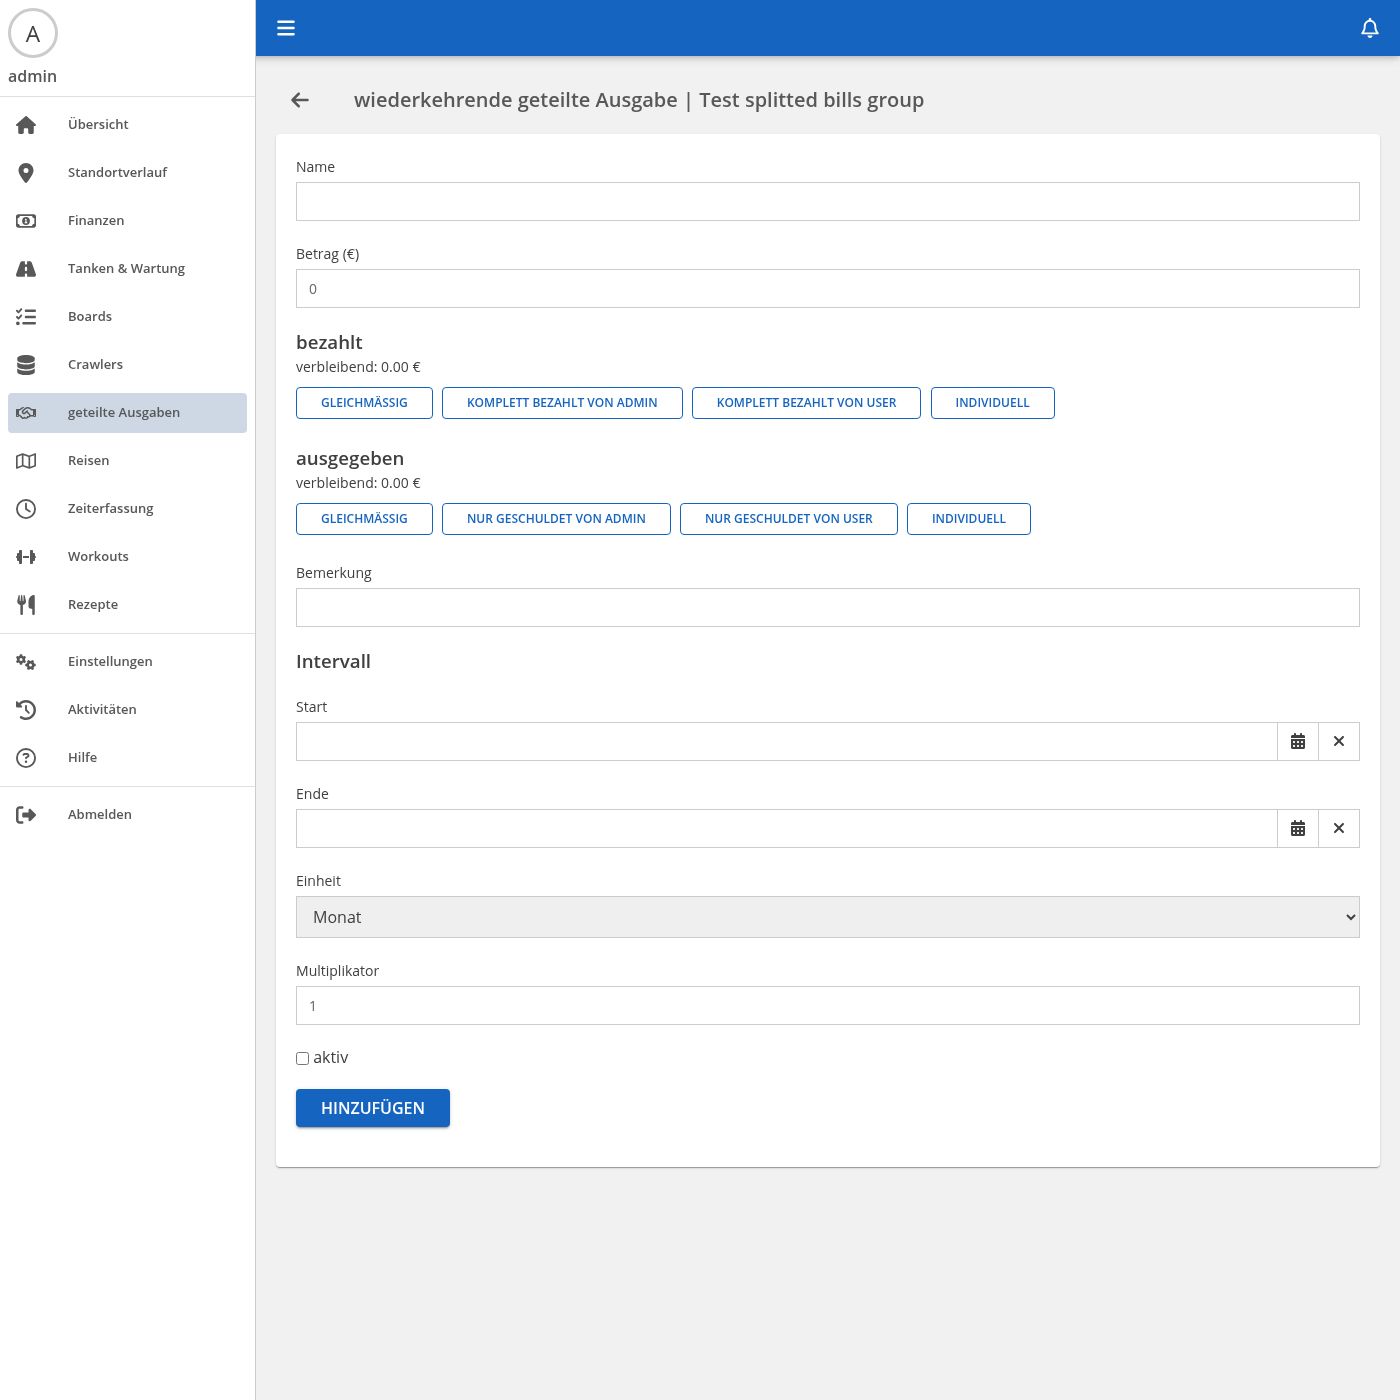 A
admin
Übersicht
Standortverlauf
Finanzen
Tanken & Wartung
Boards
Crawlers
geteilte Ausgaben
Reisen
Zeiterfassung
Workouts
Rezepte
Einstellungen
Aktivitäten
Hilfe
Abmelden
wiederkehrende geteilte Ausgabe | Test splitted bills group
Name
Betrag (€)
0
bezahlt
verbleibend: 0.00 €
GLEICHMÄSSIG KOMPLETT BEZAHLT VON ADMIN KOMPLETT BEZAHLT VON USER INDIVIDUELL
ausgegeben
verbleibend: 0.00 €
GLEICHMÄSSIG NUR GESCHULDET VON ADMIN NUR GESCHULDET VON USER INDIVIDUELL
Bemerkung
Intervall
Start
Ende
Einheit
Monat
Multiplikator
1
aktiv
HINZUFÜGEN